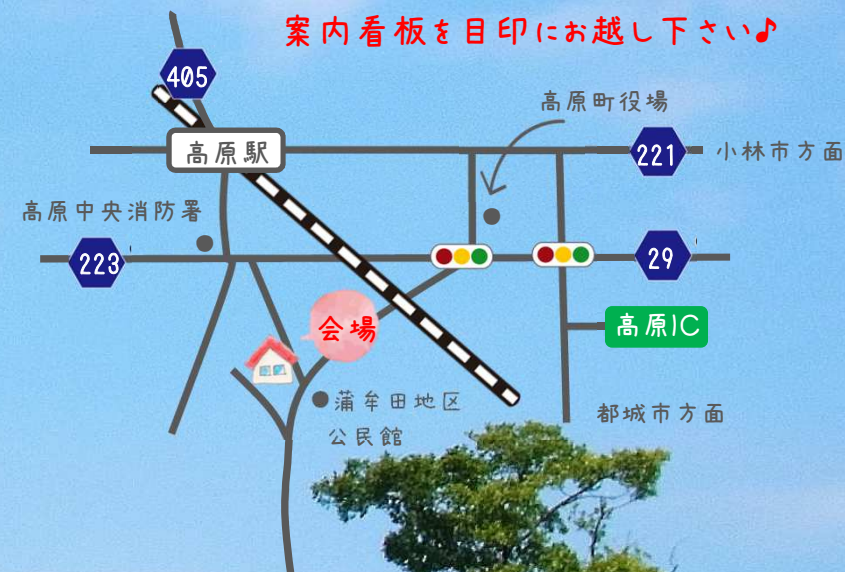 案内看板を目印にお越し下さい♪
405
高原町役場
高原駅
221
小林市方面
高原中央消防署
223
29
会場
高原IC
蒲牟田地区
公民館
都城市方面